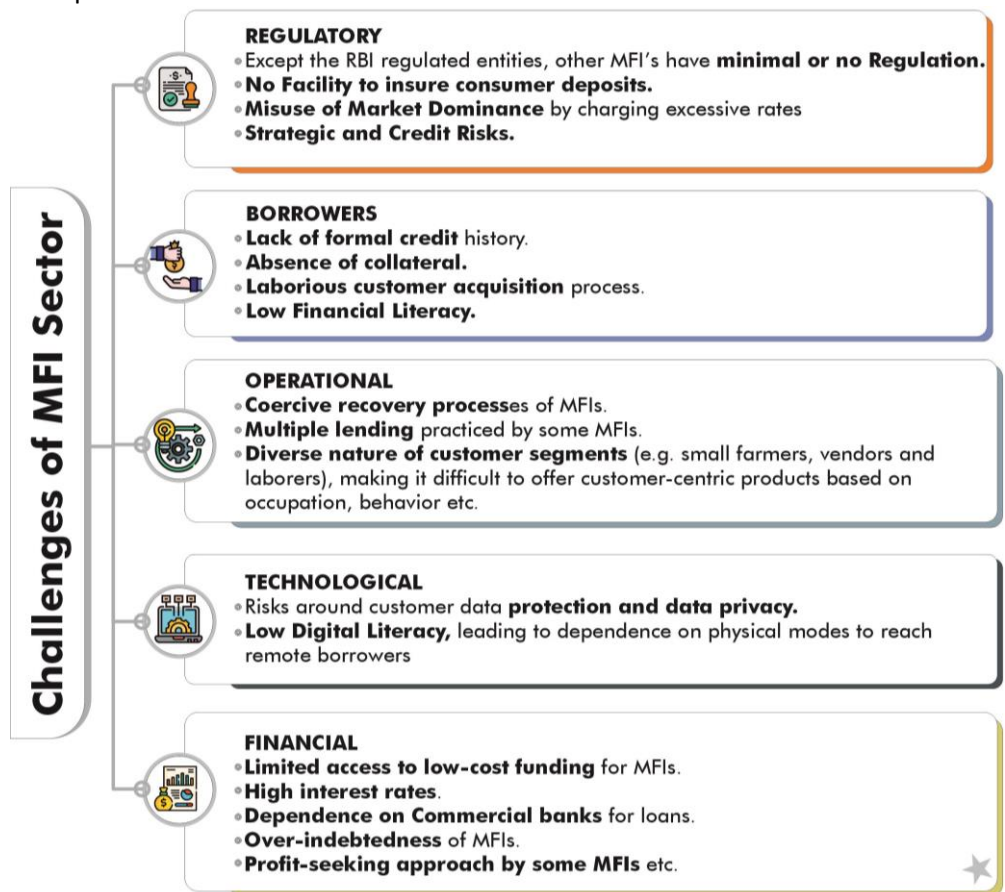 Challenges of MFI Sector
REGULATORY
Except the RBI regulated entities, other MFI's have minimal or no Regulation.
No Facility to insure consumer deposits.
Misuse of Market Dominance by charging excessive rates
Strategic and Credit Risks.
BORROWERS
Lack of formal credit history.
Absence of collateral.
Laborious customer acquisition process.
Low Financial Literacy.
OPERATIONAL
Coercive recovery processes of MFIs.
Multiple lending practiced by some MFIs.
Diverse nature of customer segments (e.g. small farmers, vendors and
laborers), making it difficult to offer customer-centric products based on
occupation, behavior etc.
TECHNOLOGICAL
Risks around customer data protection and data privacy.
Low Digital Literacy, leading to dependence on physical modes to reach
remote borrowers
FINANCIAL
Limited access to low-cost funding for MFIs.
High interest rates.
Dependence on Commercial banks for loans.
Over-indebtedness of MFIs.
Profit-seeking approach by some MFIs etc.